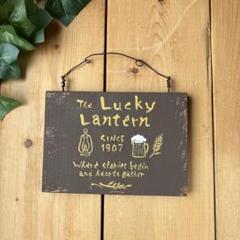 The Lucky
Lantern
SINCE
1907
Where stories begin
and hearts gather